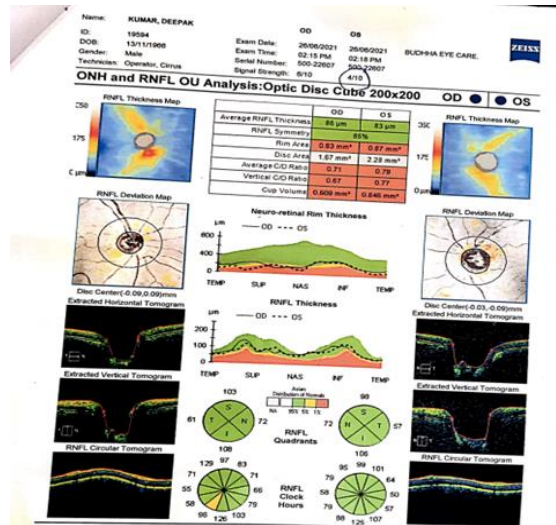 Name: KUMAR, DEEPAK
ID: 19594
DOB: 13/11/1966
Gender: Male
Technician: Operator, Cirrus
OD OS
Exam Date: 26/06/2021 26/06/2021
Exam Time: 02:15 PM 02:18 PM
Serial Number: 500-22607 500-22607
Signal Strength: 6/10 4/10
BUDHHA EYE CARE.
ZEISS
ONH and RNFL OU Analysis:Optic Disc Cube 200x200 OD OS
RNFL Thickness Map
350
175
0 µm
OD OS
Average RNFL Thickness 86 µm 83 µm
RNFL Symmetry 85%
Rim Area 0.83 mm² 0.87 mm²
Disc Area 1.67 mm² 2.28 mm²
Average C/D Ratio 0.71 0.79
Vertical C/D Ratio 0.67 0.77
Cup Volume 0.609 mm³ 0.846 mm³
RNFL Thickness Map
350
175
0 µm
RNFL Deviation Map
Disc Center(-0.09,0.09)mm
Neuro-retinal Rim Thickness
µm OD OS
800
400
0
TEMP SUP NAS INF TEMP
RNFL Deviation Map
Disc Center(-0.03,-0.09)mm
RNFL Thickness
µm OD OS
200
100
0
TEMP SUP NAS INF TEMP
Extracted Horizontal Tomogram
Extracted Horizontal Tomogram
Extracted Vertical Tomogram
Extracted Vertical Tomogram
Asian
Distribution of Normals
NA 95% 5% 1%
103
61 S T N I 72
108
RNFL
Quadrants
98
72 S N T I 57
106
RNFL Circular Tomogram
RNFL Circular Tomogram
129 97 83
71 71
55 66
58 79
95 126 103
RNFL
Clock
Hours
95 99 101
79 64
58 50
79 57
98 126 107